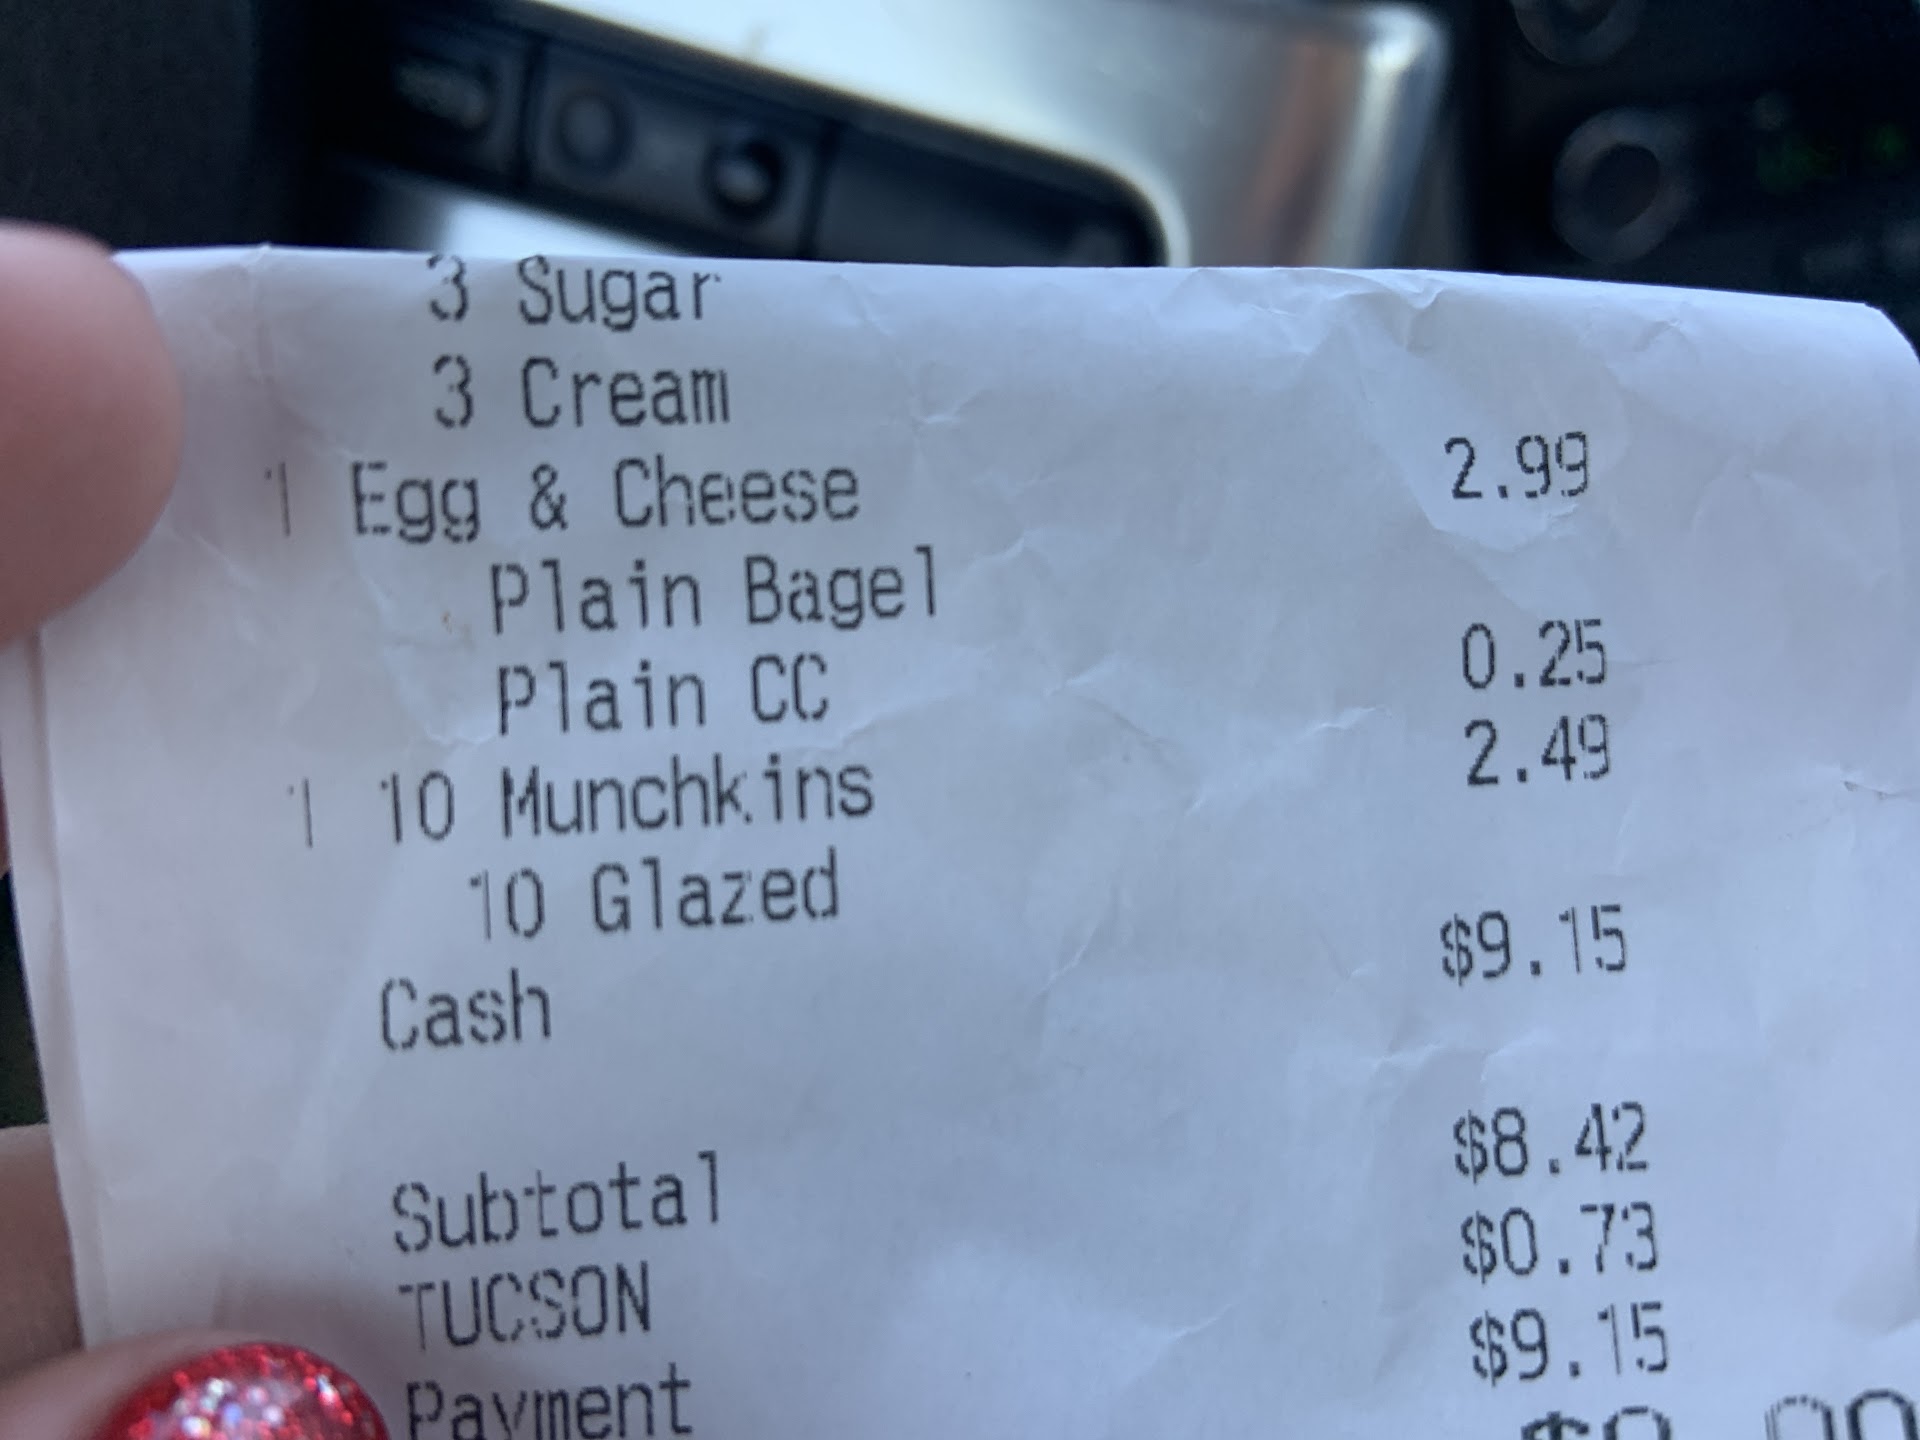 3 Sugar
3 Cream
1 Egg & Cheese 2.99
Plain Bagel
Plain CC 0.25
1 10 Munchkins 2.49
10 Glazed
Cash $9.15
Subtotal $8.42
TUCSON $0.73
Payment $9.15